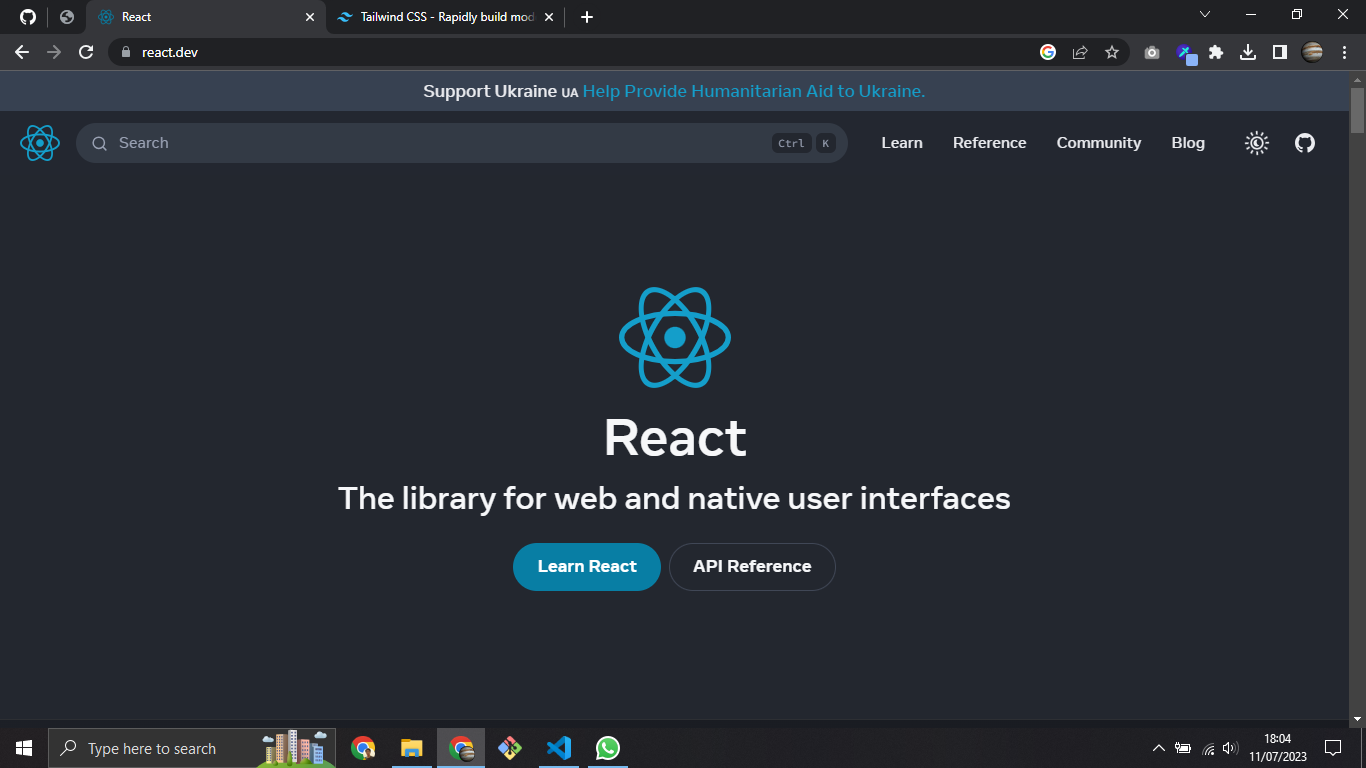 React
Tailwind CSS - Rapidly build mod
react.dev
Support Ukraine UA Help Provide Humanitarian Aid to Ukraine.
Search Ctrl K Learn Reference Community Blog
React
The library for web and native user interfaces
Learn React API Reference
Type here to search
18:04
11/07/2023